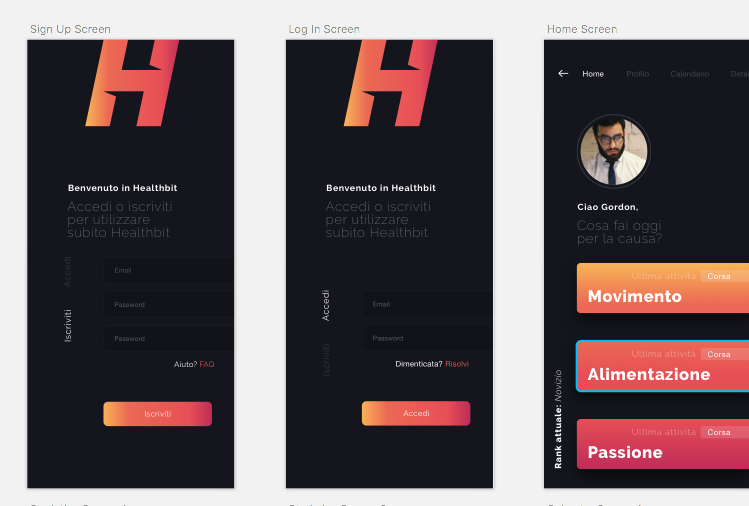 Sign Up Screen
Benvenuto in Healthbit
Accedi o iscriviti
per utilizzare
subito Healthbit
Accedi
Iscriviti
Email
Password
Password
Aiuto? FAQ
Iscriviti
Log In Screen
Benvenuto in Healthbit
Accedi o iscriviti
per utilizzare
subito Healthbit
Accedi
Iscriviti
Email
Password
Dimenticata? Risolvi
Accedi
Home Screen
Home Profilo Calendario
Ciao Gordon,
Cosa fai oggi
per la causa?
Ultima attività Corsa
Movimento
Ultima attività Corsa
Alimentazione
Ultima attività Corsa
Passione
Rank attuale: Novizio